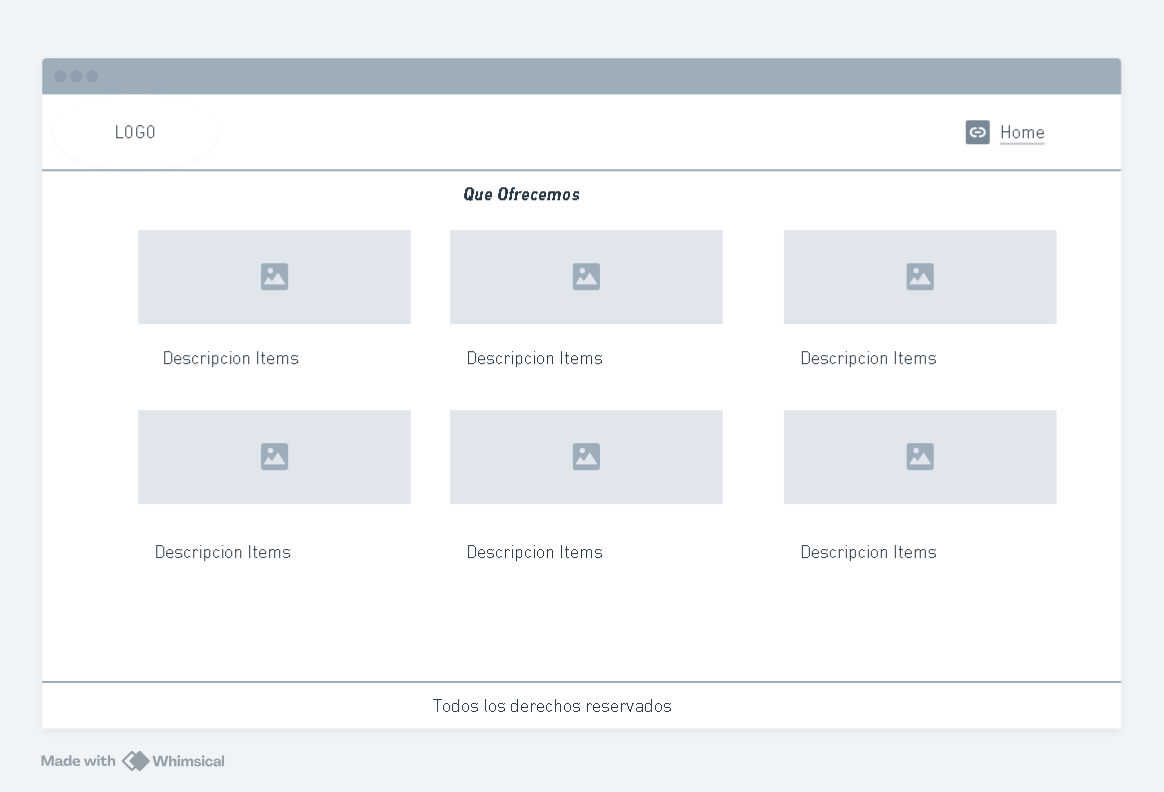 LOGO
Home
Que Ofrecemos
Descripcion Items
Descripcion Items
Descripcion Items
Descripcion Items
Descripcion Items
Descripcion Items
Todos los derechos reservados
Made with Whimsical